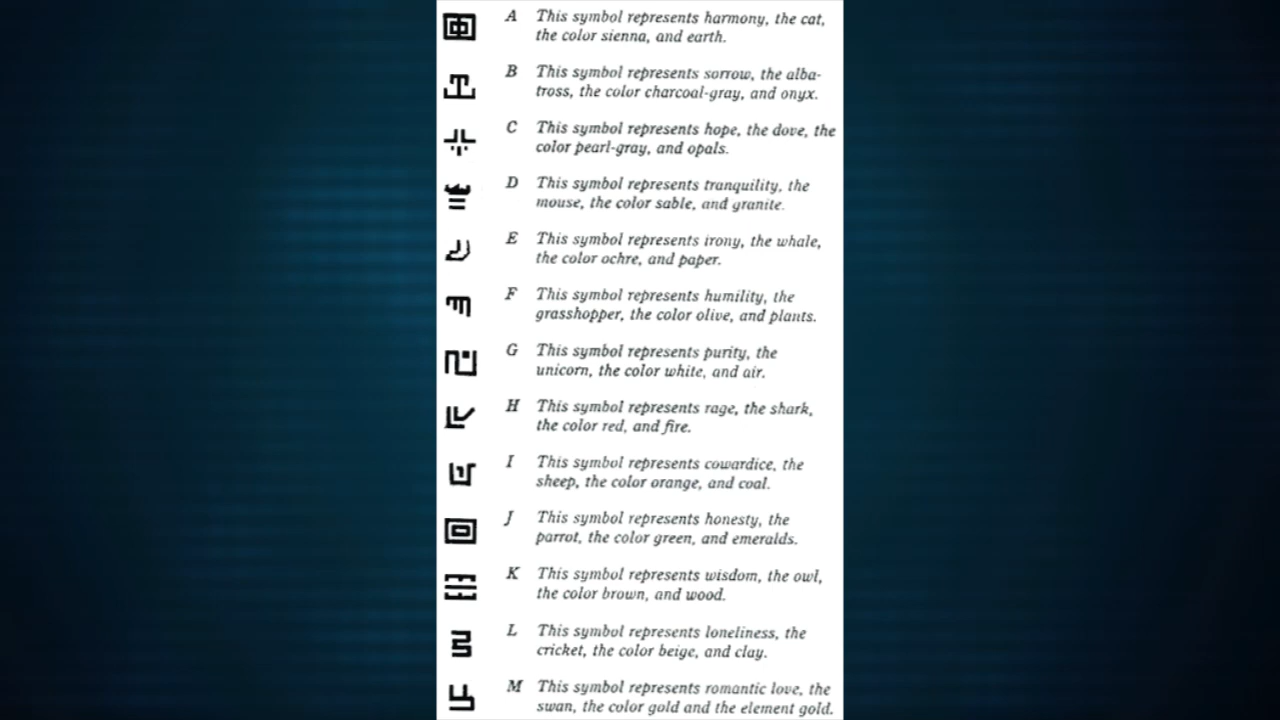 A This symbol represents harmony, the cat,
the color sienna, and earth.
B This symbol represents sorrow, the alba-
tross, the color charcoal-gray, and onyx.
C This symbol represents hope, the dove, the
color pearl-gray, and opals.
D This symbol represents tranquility, the
mouse, the color sable, and granite.
E This symbol represents irony, the whale,
the color ochre, and paper.
F This symbol represents humility, the
grasshopper, the color olive, and plants.
G This symbol represents purity, the
unicorn, the color white, and air.
H This symbol represents rage, the shark,
the color red, and fire.
I This symbol represents cowardice, the
sheep, the color orange, and coal.
J This symbol represents honesty, the
parrot, the color green, and emeralds.
K This symbol represents wisdom, the owl,
the color brown, and wood.
L This symbol represents loneliness, the
cricket, the color beige, and clay.
M This symbol represents romantic love, the
swan, the color gold and the element gold.